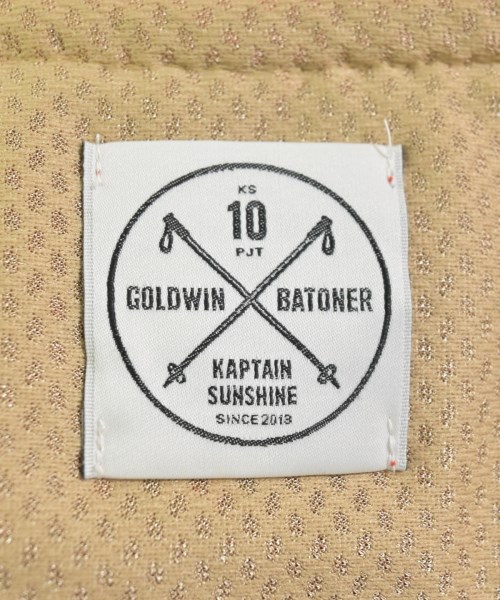 KS
10
PJT
GOLDWIN BATONER
KAPTAIN
SUNSHINE
SINCE 2013